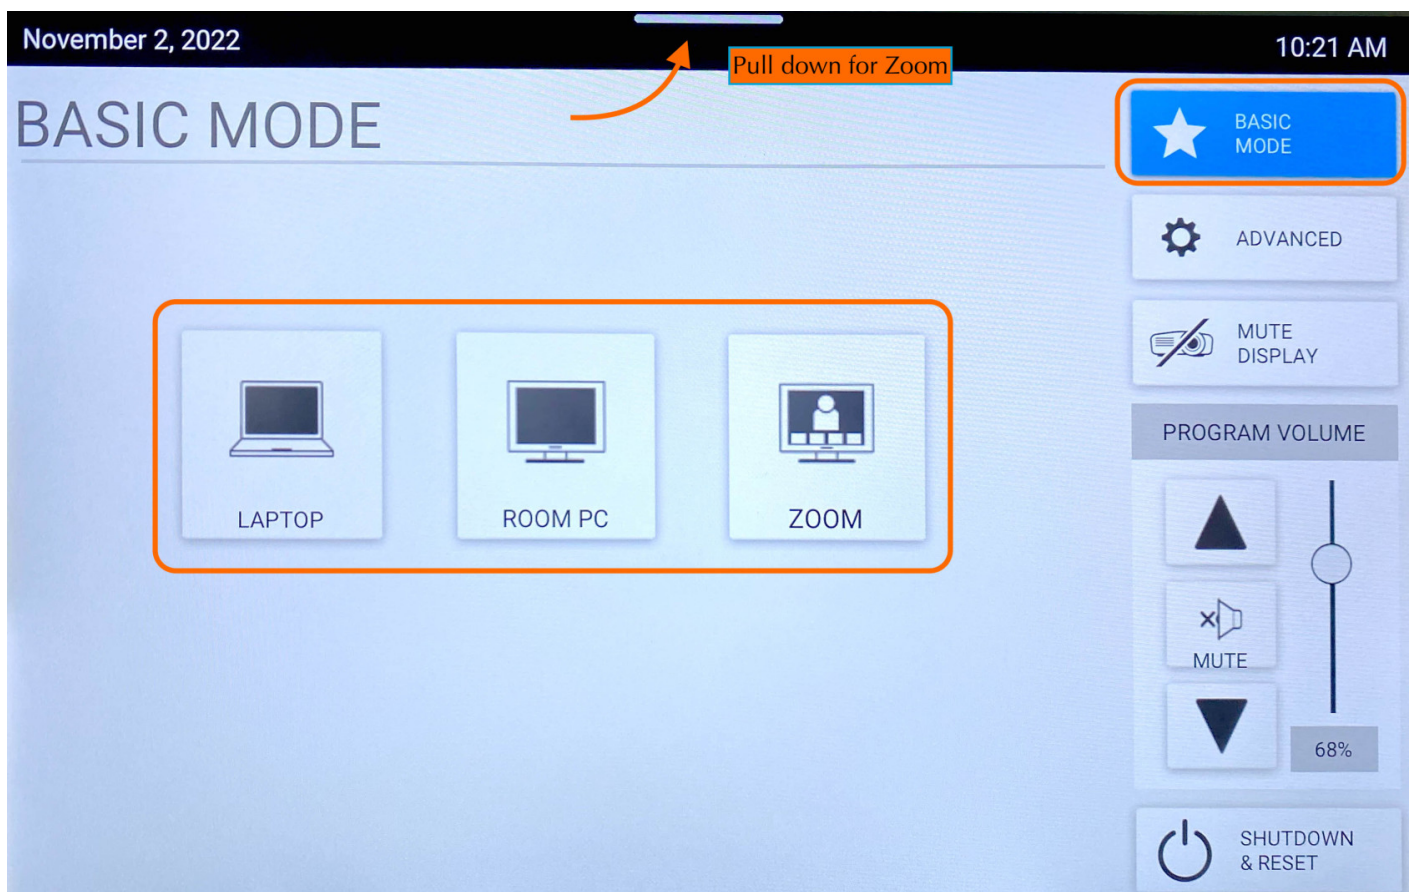 November 2, 2022
10:21 AM
Pull down for Zoom
BASIC MODE
BASIC
MODE
ADVANCED
MUTE
DISPLAY
LAPTOP
ROOM PC
ZOOM
PROGRAM VOLUME
MUTE
68%
SHUTDOWN
& RESET